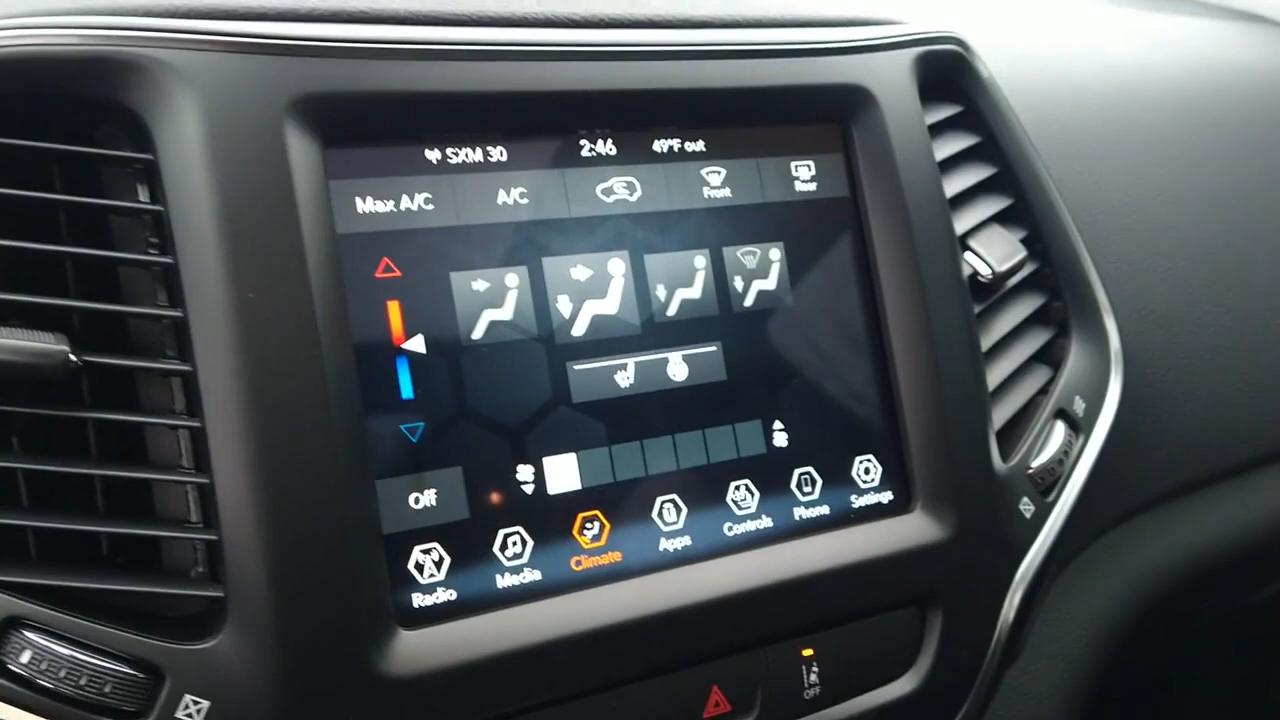 SXM 30 2:46 49°F out
Max A/C A/C Front Rear
Off
Radio Media Climate Apps Controls Phone Settings
OFF